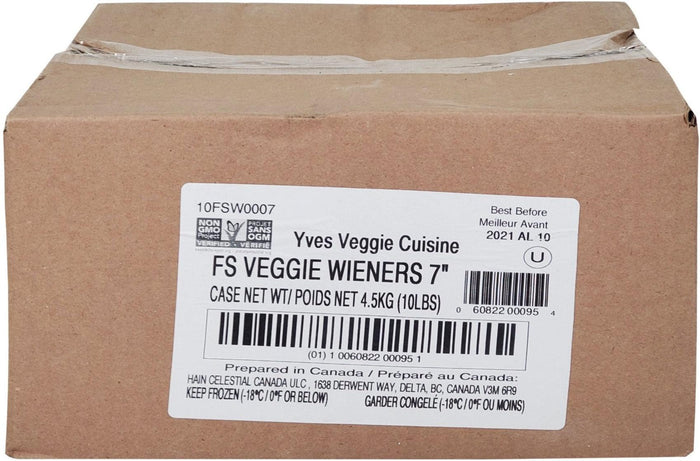 10FSW0007
Best Before
Meilleur Avant
2021 AL 10
NON
GMO
Project
VERIFIED
PROJET
SANS
OGM
VÉRIFIÉ
U
Yves Veggie Cuisine
FS VEGGIE WIENERS 7"
CASE NET WT/ POIDS NET 4.5KG (10LBS)
0 60822 00095 4
(01) 1 0060822 00095 1
Prepared in Canada / Préparé au Canada:
HAIN CELESTIAL CANADA ULC , 1638 DERWENT WAY, DELTA, BC, CANADA V3M 6R9
KEEP FROZEN (-18°C / 0°F OR BELOW) GARDER CONGELÉ (-18°C / 0°F OU MOINS)